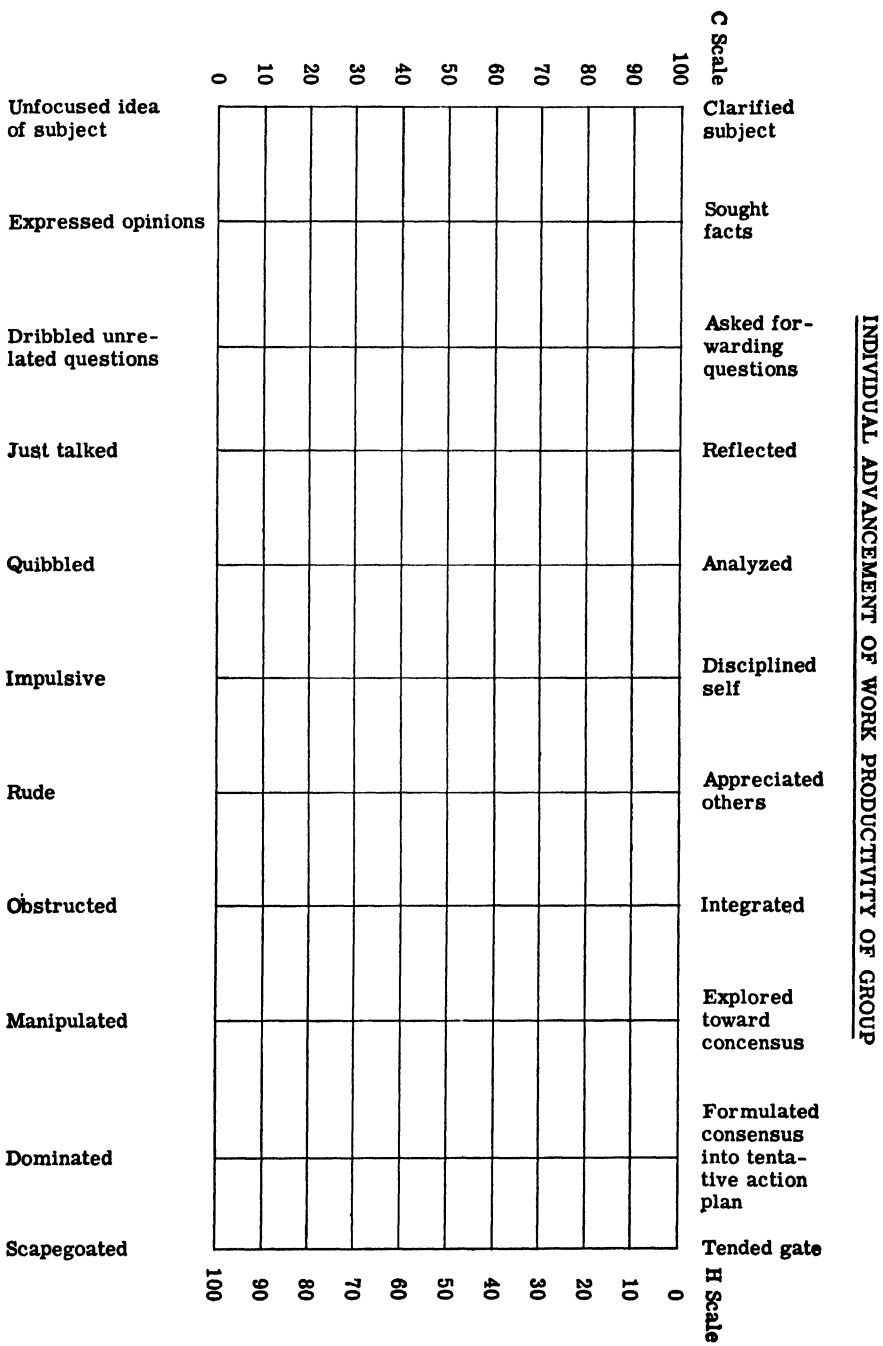 INDIVIDUAL ADVANCEMENT OF WORK PRODUCTIVITY OF GROUP
C Scale
0 10 20 30 40 50 60 70 80 90 100
Unfocused idea
of subject
Clarified
subject
Expressed opinions
Sought
facts
Dribbled unre-
lated questions
Asked for-
warding
questions
Just talked
Reflected
Quibbled
Analyzed
Impulsive
Disciplined
self
Rude
Appreciated
others
Obstructed
Integrated
Manipulated
Explored
toward
concensus
Dominated
Formulated
consensus
into tenta-
tive action
plan
Scapegoated
Tended gate
100 90 80 70 60 50 40 30 20 10 0
H Scale